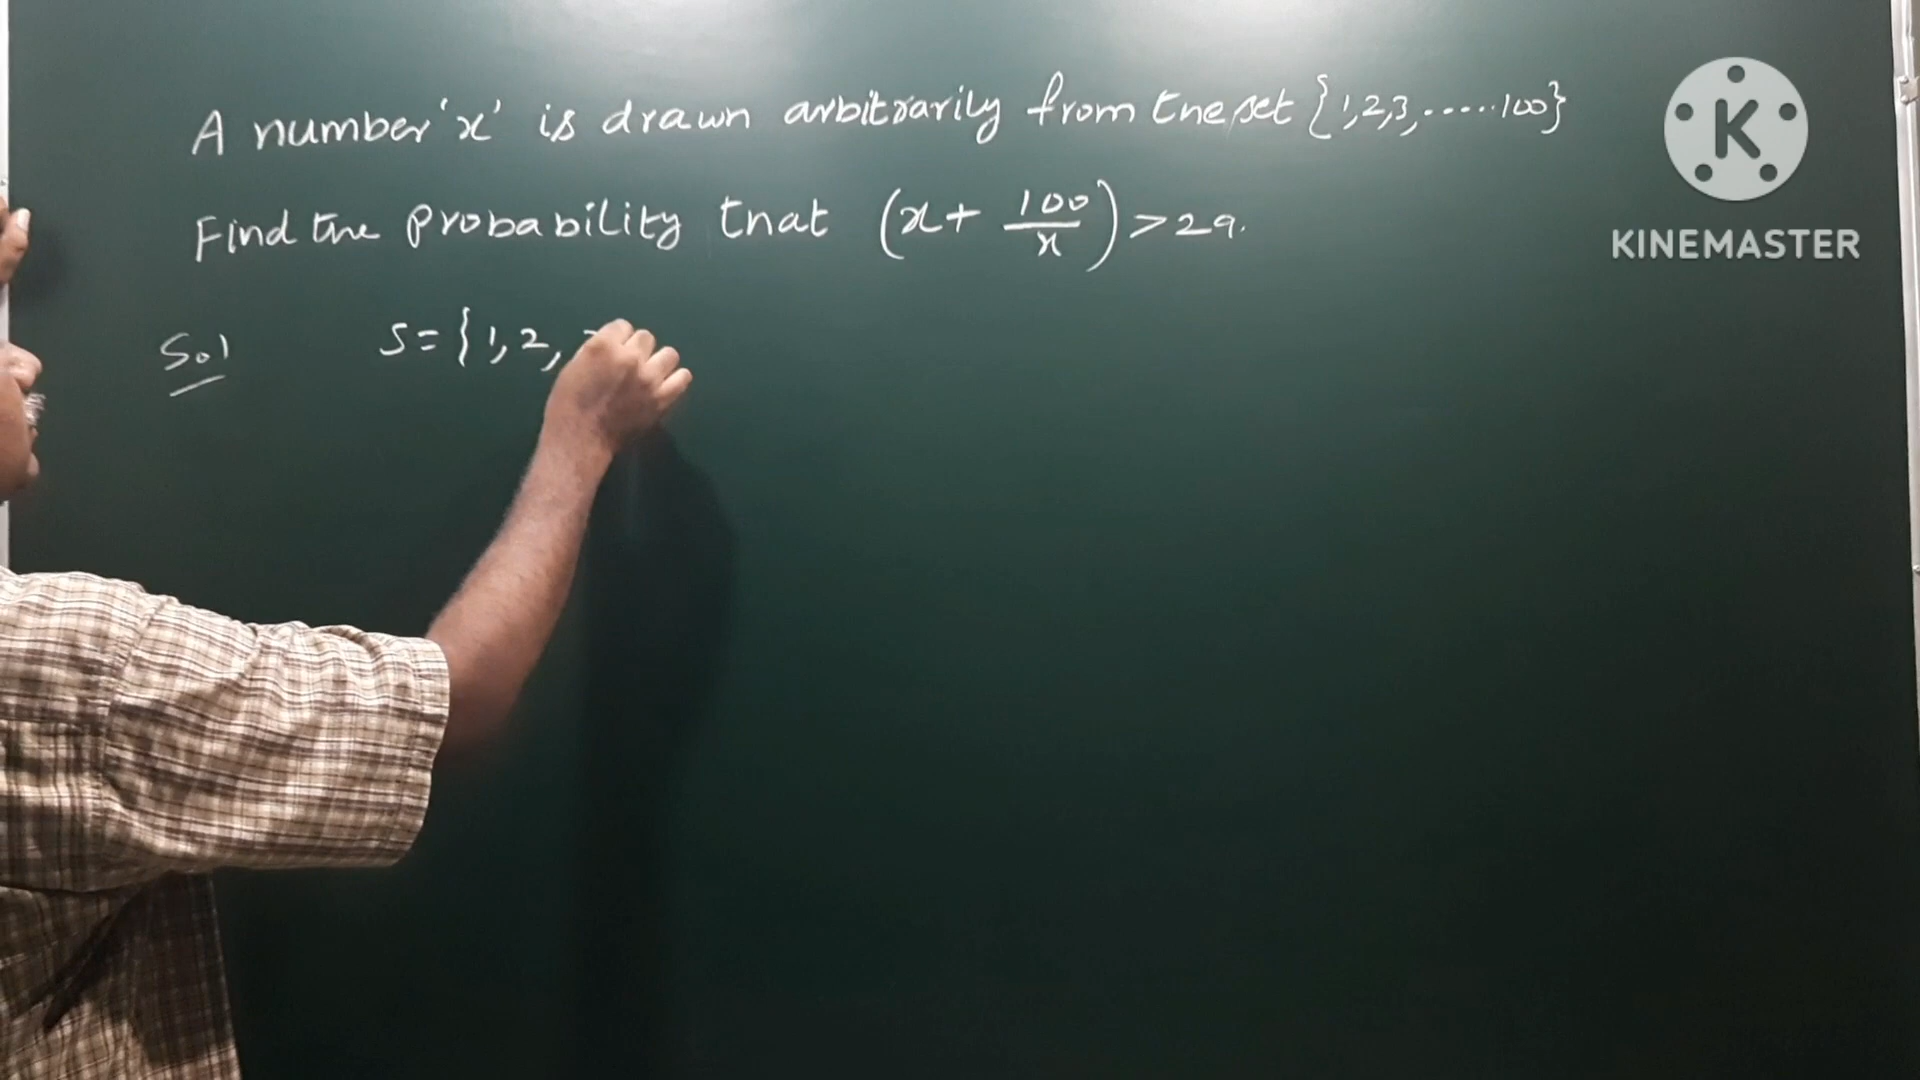 A number 'x' is drawn arbitrarily from the set {1,2,3,.....100}
Find the probability that (x + 100/x) > 29.
Sol S = {1, 2,
K
KINEMASTER